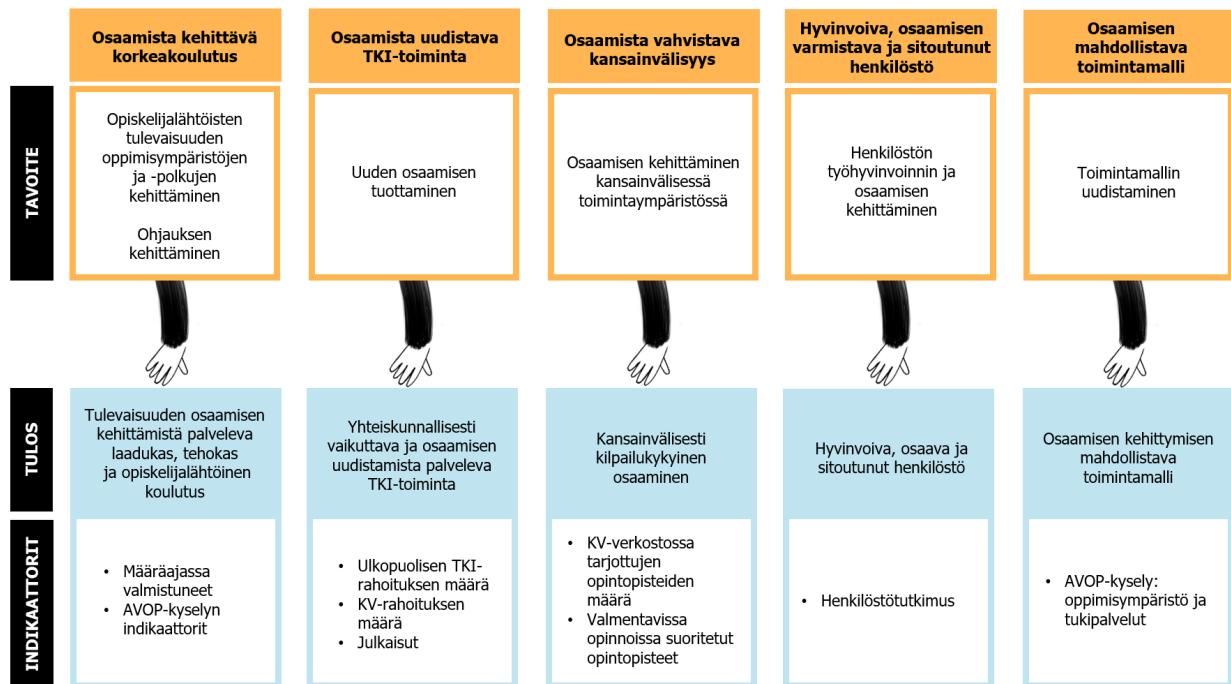 Osaamista kehittävä
korkeakoulutus
Osaamista uudistava
TKI-toiminta
Osaamista vahvistava
kansainvälisyys
Hyvinvoiva, osaamisen
varmistava ja sitoutunut
henkilöstö
Osaamisen
mahdollistava
toimintamalli
TAVOITE
Opiskelijalähtöisten
tulevaisuuden
oppimisympäristöjen
ja -polkujen
kehittäminen
Ohjauksen
kehittäminen
Uuden osaamisen
tuottaminen
Osaamisen kehittäminen
kansainvälisessä
toimintaympäristössä
Henkilöstön
työhyvinvoinnin ja
osaamisen
kehittäminen
Toimintamallin
uudistaminen
TULOS
Tulevaisuuden osaamisen
kehittämistä palveleva
laadukas, tehokas
ja opiskelijalähtöinen
koulutus
Yhteiskunnallisesti
vaikuttava ja osaamisen
uudistamista palveleva
TKI-toiminta
Kansainvälisesti
kilpailukykyinen
osaaminen
Hyvinvoiva, osaava ja
sitoutunut henkilöstö
Osaamisen kehittymisen
mahdollistava
toimintamalli
INDIKAATTORIT
• Määräajassa
valmistuneet
• AVOP-kyselyn
indikaattorit
• Ulkopuolisen TKI-
rahoituksen määrä
• KV-rahoituksen
määrä
• Julkaisut
• KV-verkostossa
tarjottujen
opintopisteiden
määrä
• Valmentavissa
opinnoissa suoritetut
opintopisteet
• Henkilöstötutkimus
• AVOP-kysely:
oppimisympäristö ja
tukipalvelut